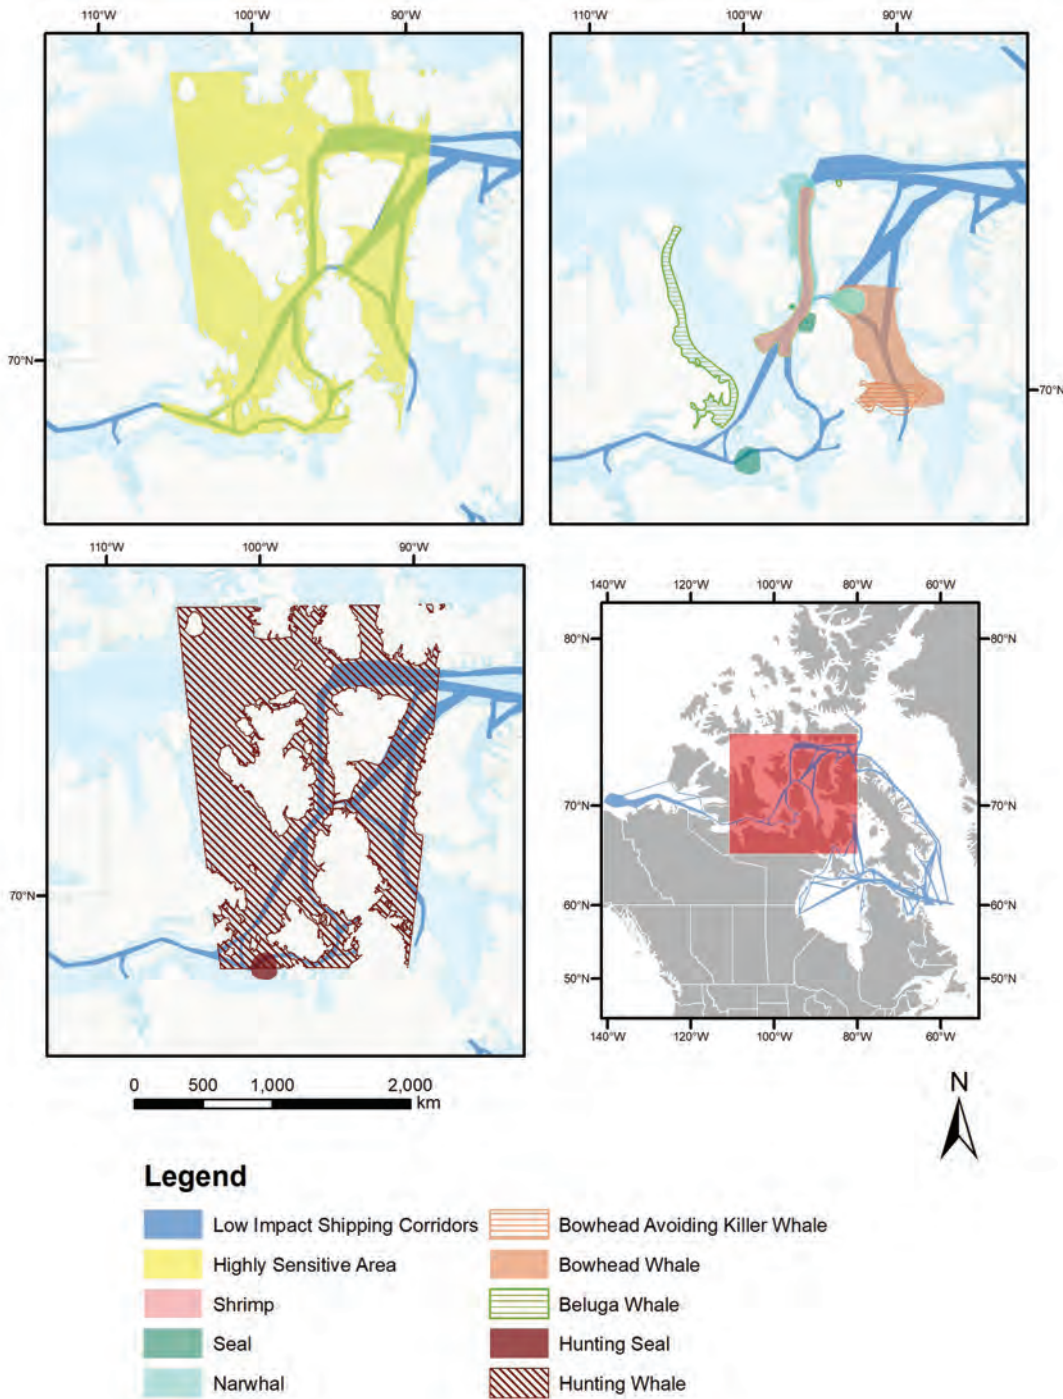 110°W 100°W 90°W
100°W 90°W
70°N
70°N
110°W 100°W 90°W
70°N
140°W 120°W 100°W 80°W 60°W
80°N 80°N
70°N 70°N
60°N 60°N
50°N 50°N
140°W 120°W 100°W 80°W 60°W
0 500 1,000 2,000
km
N
Legend
Low Impact Shipping Corridors
Highly Sensitive Area
Shrimp
Seal
Narwhal
Bowhead Avoiding Killer Whale
Bowhead Whale
Beluga Whale
Hunting Seal
Hunting Whale